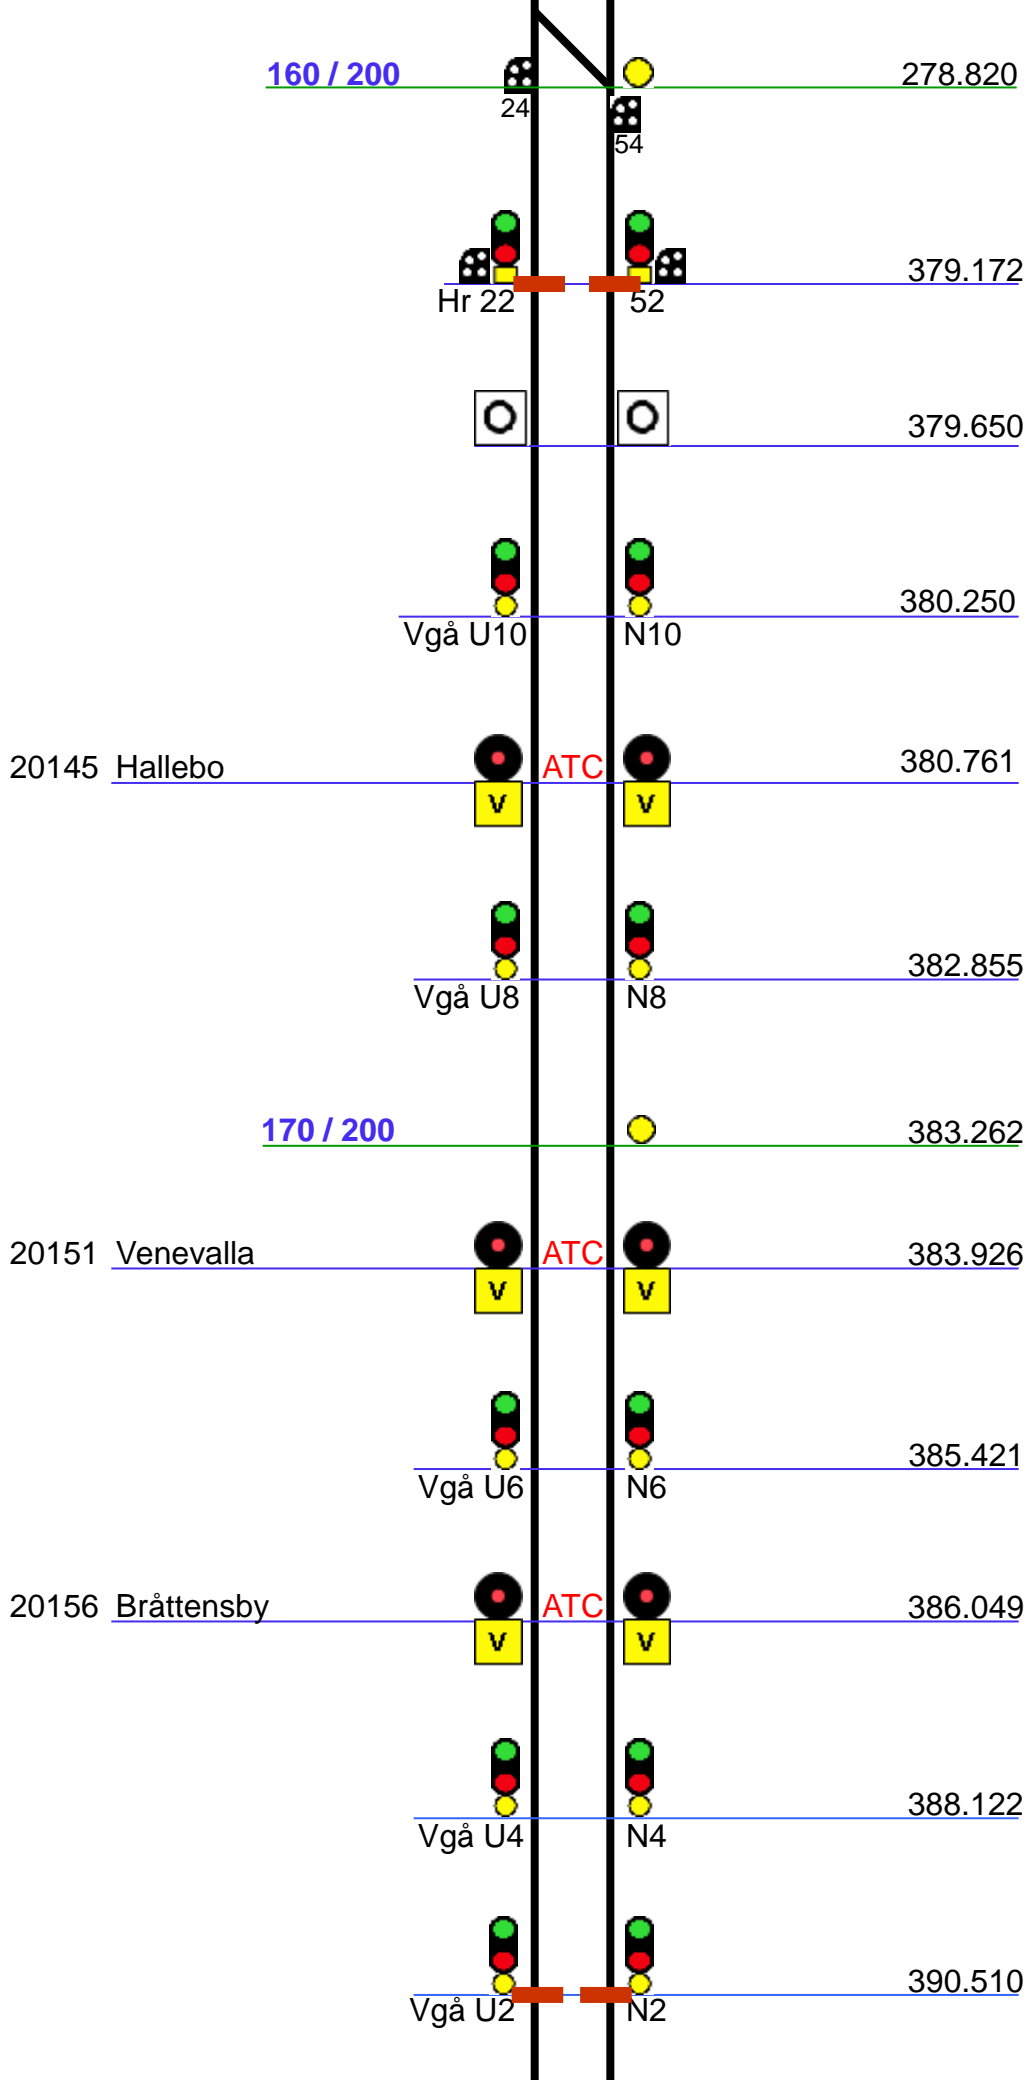 160 / 200 278.820
24
54
379.172
Hr 22 52
O O 379.650
380.250
Vgå U10 N10
20145 Hallebo ATC 380.761
V V
382.855
Vgå U8 N8
170 / 200 383.262
20151 Venevalla ATC 383.926
V V
385.421
Vgå U6 N6
20156 Bråttensby ATC 386.049
V V
388.122
Vgå U4 N4
390.510
Vgå U2 N2